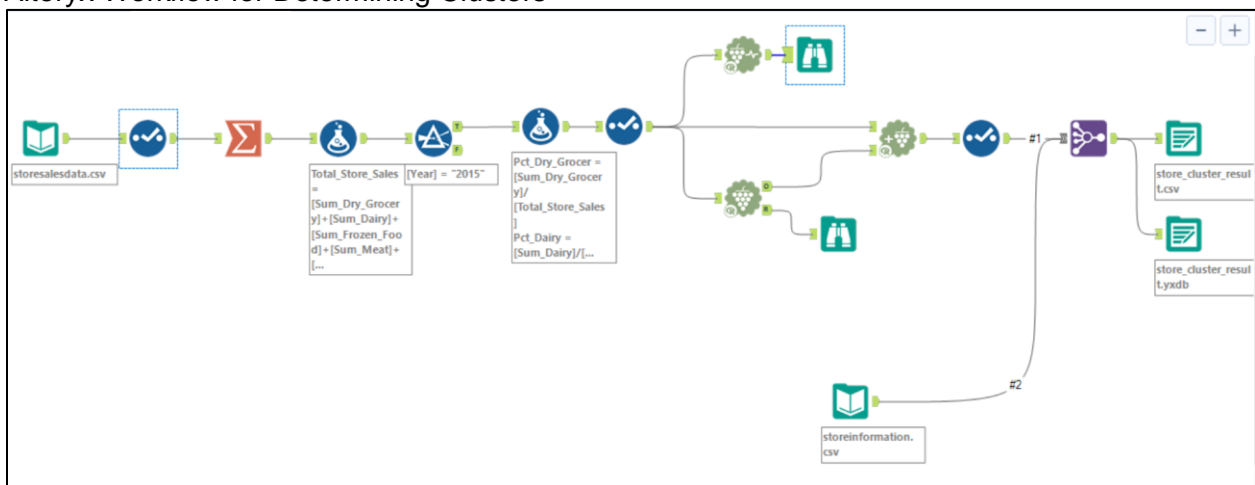 Alteryx Workflow for Determining Clusters
storesalesdata.csv
Total_Store_Sales
=
[Sum_Dry_Grocer
y]+[Sum_Dairy]+
[Sum_Frozen_Foo
d]+[Sum_Meat]+
[...
[Year] = "2015"
T
F
Pct_Dry_Grocer =
[Sum_Dry_Grocer
y]/
[Total_Store_Sales
]
Pct_Dairy =
[Sum_Dairy]/[...
O
R
#1
#2
store_cluster_resul
t.csv
store_cluster_resul
t.yxdb
storeinformation.
csv